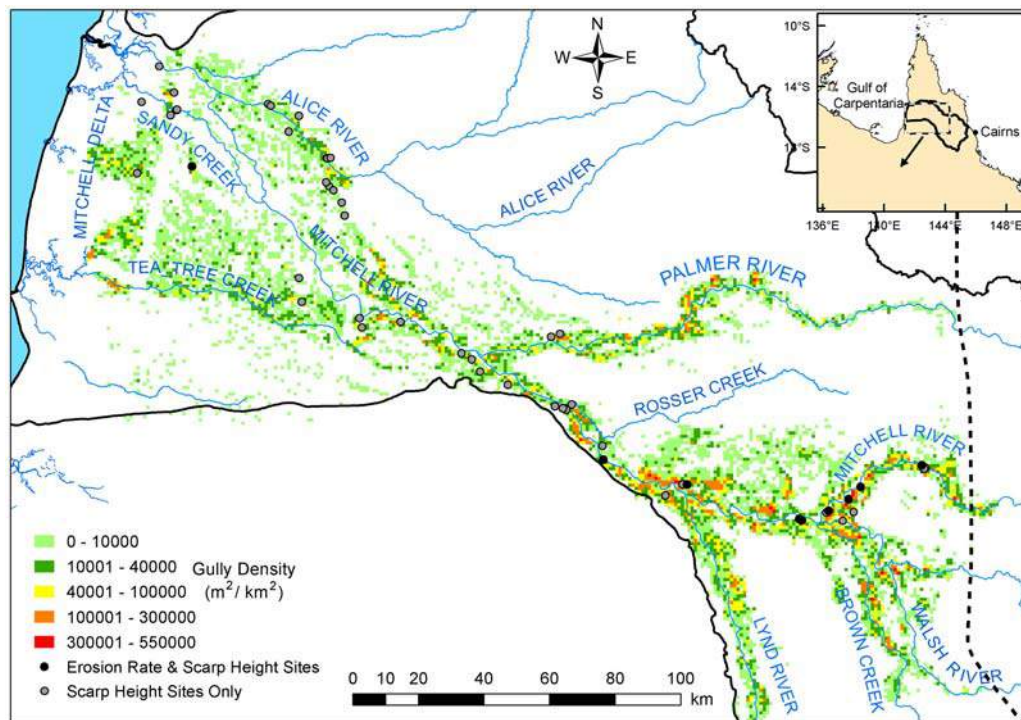 N
W E
S
10°S
14°S
18°S
Gulf of
Carpentaria
Cairns
136°E 140°E 144°E 148°E
MITCHELL DELTA
SANDY CREEK
ALICE RIVER
ALICE RIVER
MITCHELL RIVER
TEA TREE CREEK
PALMER RIVER
ROSSER CREEK
MITCHELL RIVER
LYND RIVER
BROWN CREEK
WALSH RIVER
0 - 10000
10001 - 40000 Gully Density
40001 - 100000 (m²/ km²)
100001 - 300000
300001 - 550000
Erosion Rate & Scarp Height Sites
Scarp Height Sites Only
0 10 20 40 60 80 100
km